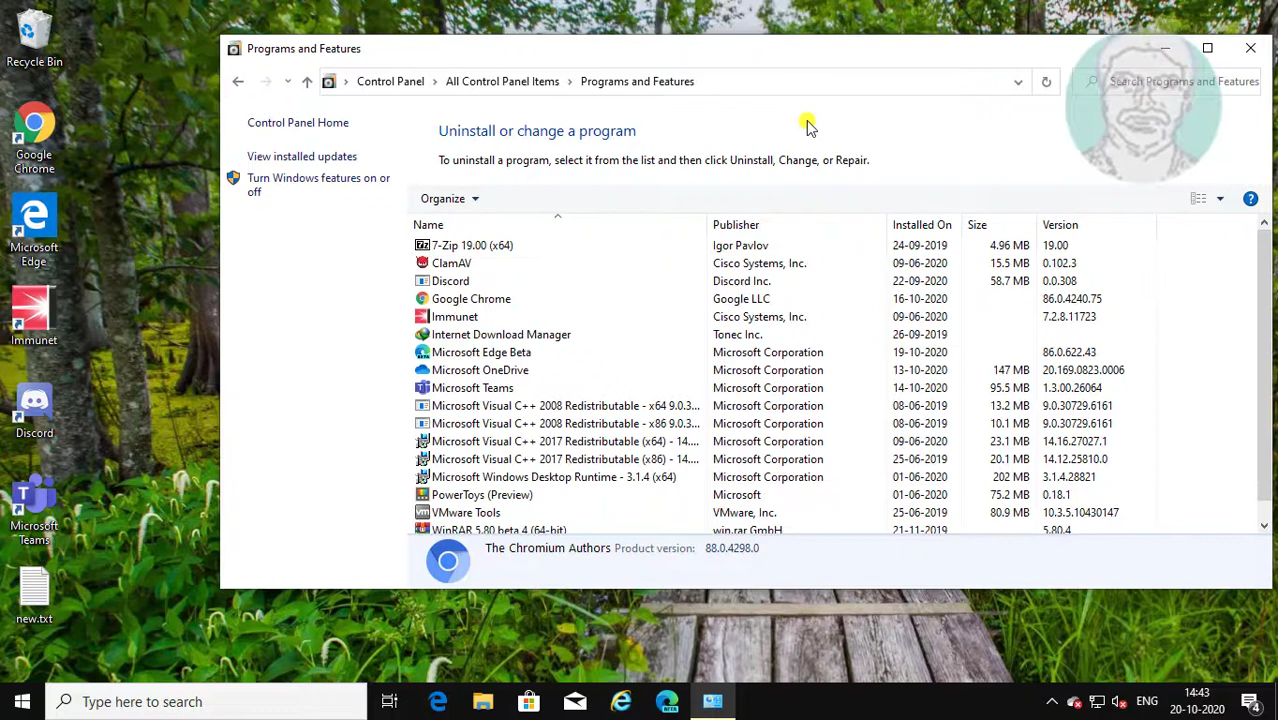 Recycle Bin
Google
Chrome
Microsoft
Edge
Immunet
Discord
Microsoft
Teams
new.txt
Programs and Features
Control Panel All Control Panel Items Programs and Features
Search Programs and Features
Control Panel Home
View installed updates
Turn Windows features on or
off
Uninstall or change a program
To uninstall a program, select it from the list and then click Uninstall, Change, or Repair.
Organize
Name Publisher Installed On Size Version
7-Zip 19.00 (x64) Igor Pavlov 24-09-2019 4.96 MB 19.00
ClamAV Cisco Systems, Inc. 09-06-2020 15.5 MB 0.102.3
Discord Discord Inc. 22-09-2019 58.7 MB 0.0.308
Google Chrome Google LLC 16-10-2020 86.0.4240.75
Immunet Cisco Systems, Inc. 09-06-2020 7.2.8.11723
Internet Download Manager Tonec Inc. 26-09-2019
Microsoft Edge Beta Microsoft Corporation 19-10-2020 86.0.622.43
Microsoft OneDrive Microsoft Corporation 13-10-2020 147 MB 20.169.0823.0006
Microsoft Teams Microsoft Corporation 14-10-2020 95.5 MB 1.3.00.26064
Microsoft Visual C++ 2008 Redistributable - x64 9.0.3... Microsoft Corporation 08-06-2019 13.2 MB 9.0.30729.6161
Microsoft Visual C++ 2008 Redistributable - x86 9.0.3... Microsoft Corporation 08-06-2019 10.1 MB 9.0.30729.6161
Microsoft Visual C++ 2017 Redistributable (x64) - 14.... Microsoft Corporation 09-06-2020 23.1 MB 14.16.27027.1
Microsoft Visual C++ 2017 Redistributable (x86) - 14.... Microsoft Corporation 25-06-2019 20.1 MB 14.12.25810.0
Microsoft Windows Desktop Runtime - 3.1.4 (x64) Microsoft Corporation 01-06-2020 202 MB 3.1.4.28821
PowerToys (Preview) Microsoft 01-06-2020 75.2 MB 0.18.1
VMware Tools VMware, Inc. 25-06-2019 80.9 MB 10.3.5.10430147
WinRAR 5.80 beta 4 (64-bit) win.rar GmbH 21-11-2019 5.80.4
The Chromium Authors Product version: 88.0.4298.0
Type here to search
ENG
14:43
20-10-2020
4